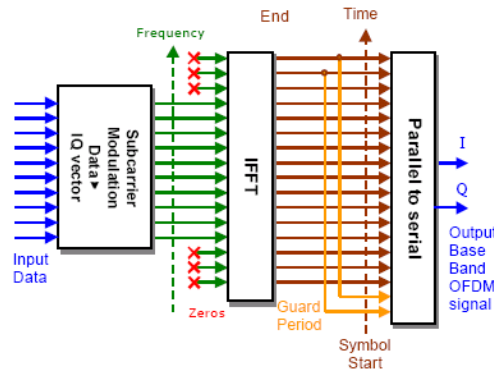 End
Time
Frequency
Subcarrier
Modulation
Data▶
IQ vector
IFFT
Parallel to serial
I
Q
Input
Data
Zeros
Guard
Period
Symbol
Start
Output
Base
Band
OFDM
signal